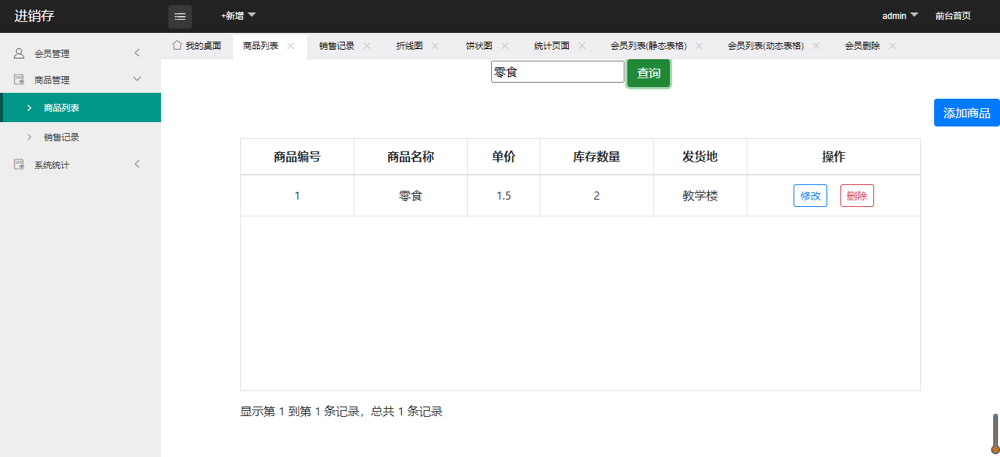 进销存
+新增
admin
前台首页
会员管理
商品管理
商品列表
销售记录
系统统计
我的桌面
商品列表
销售记录
折线图
饼状图
统计页面
会员列表(静态表格)
会员列表(动态表格)
会员删除
零食
查询
添加商品
商品编号 商品名称 单价 库存数量 发货地 操作
1 零食 1.5 2 教学楼 修改 删除
显示第 1 到第 1 条记录，总共 1 条记录